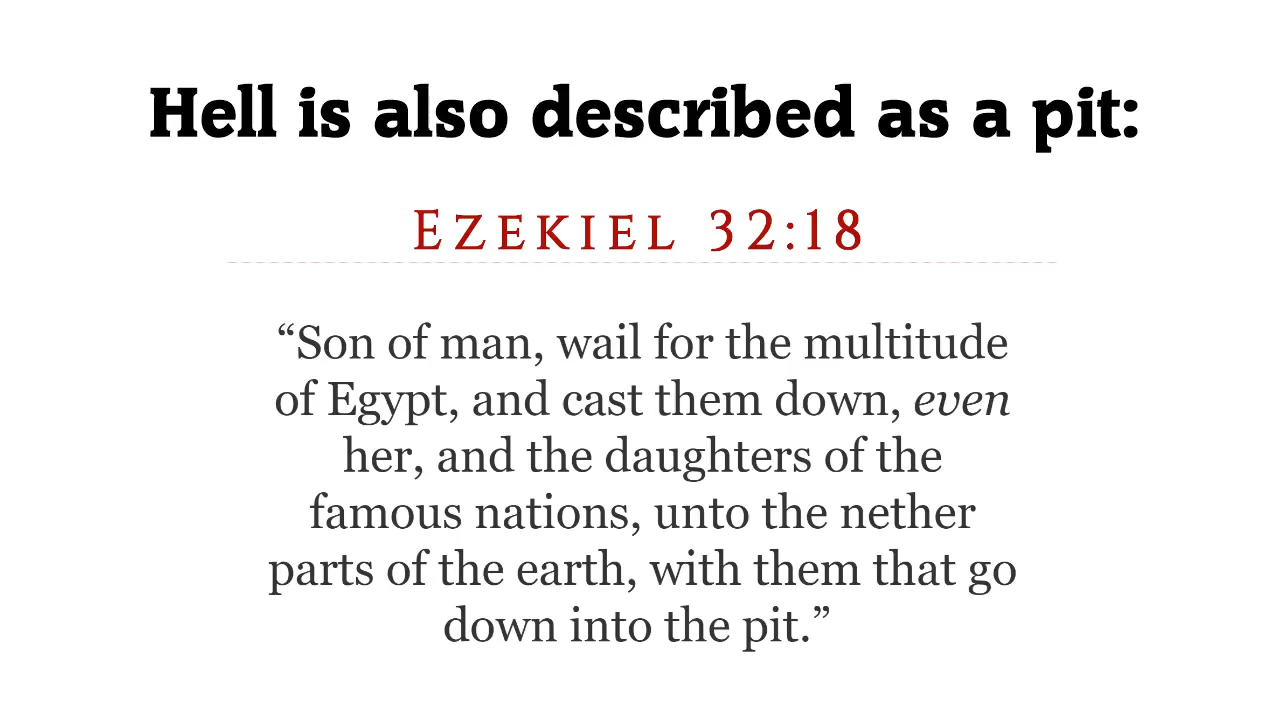 Hell is also described as a pit:
Ezekiel 32:18
“Son of man, wail for the multitude
of Egypt, and cast them down, even
her, and the daughters of the
famous nations, unto the nether
parts of the earth, with them that go
down into the pit.”